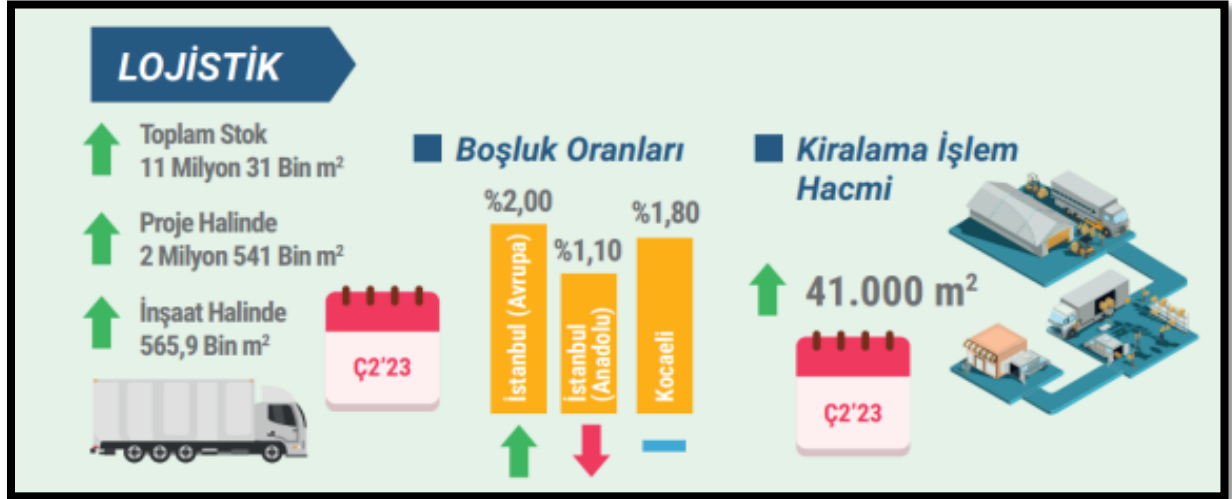 LOJİSTİK
Toplam Stok
11 Milyon 31 Bin m²
Proje Halinde
2 Milyon 541 Bin m²
İnşaat Halinde
565,9 Bin m²
Ç2'23
Boşluk Oranları
%2,00
%1,10
%1,80
İstanbul (Avrupa)
İstanbul
(Anadolu)
Kocaeli
Kiralama İşlem
Hacmi
41.000 m²
Ç2'23